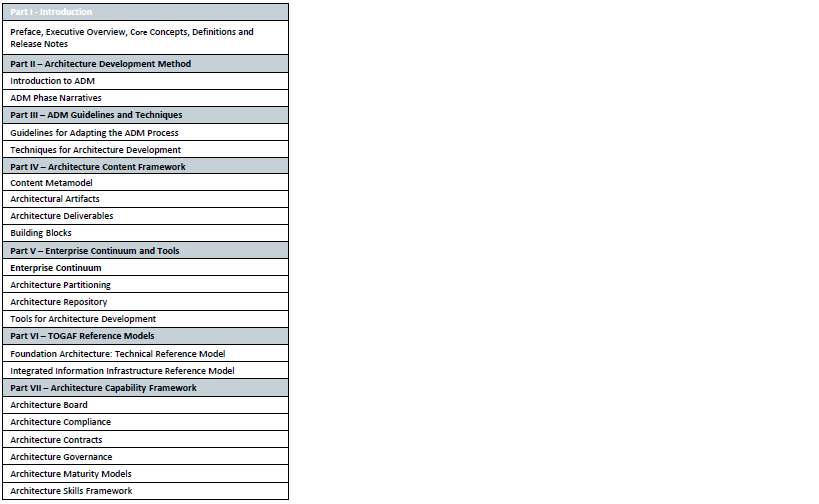 Part I - Introduction
Preface, Executive Overview, Core Concepts, Definitions and
Release Notes
Part II – Architecture Development Method
Introduction to ADM
ADM Phase Narratives
Part III – ADM Guidelines and Techniques
Guidelines for Adapting the ADM Process
Techniques for Architecture Development
Part IV – Architecture Content Framework
Content Metamodel
Architectural Artifacts
Architecture Deliverables
Building Blocks
Part V – Enterprise Continuum and Tools
Enterprise Continuum
Architecture Partitioning
Architecture Repository
Tools for Architecture Development
Part VI – TOGAF Reference Models
Foundation Architecture: Technical Reference Model
Integrated Information Infrastructure Reference Model
Part VII – Architecture Capability Framework
Architecture Board
Architecture Compliance
Architecture Contracts
Architecture Governance
Architecture Maturity Models
Architecture Skills Framework